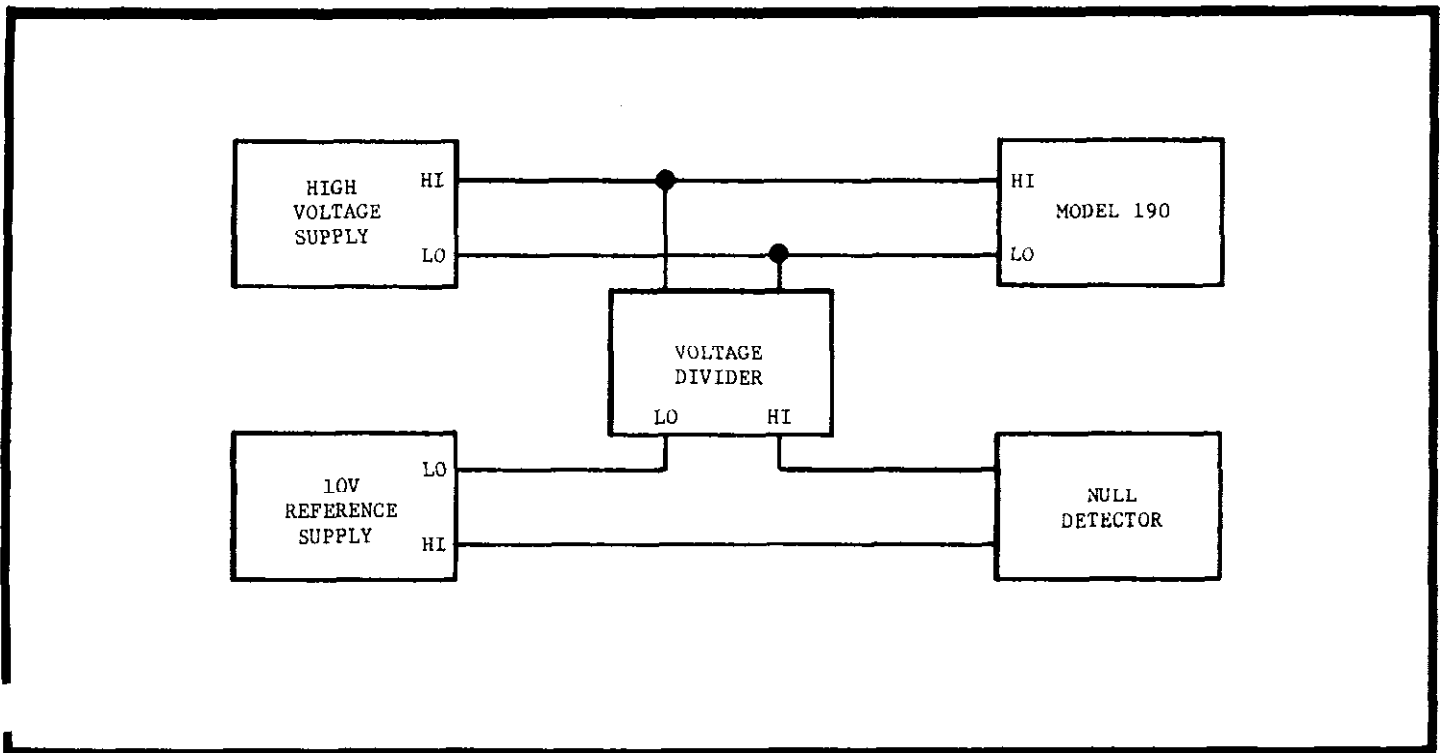 HIGH
VOLTAGE
SUPPLY
HI
LO
HI
LO
MODEL 190
VOLTAGE
DIVIDER
LO
HI
10V
REFERENCE
SUPPLY
LO
HI
NULL
DETECTOR